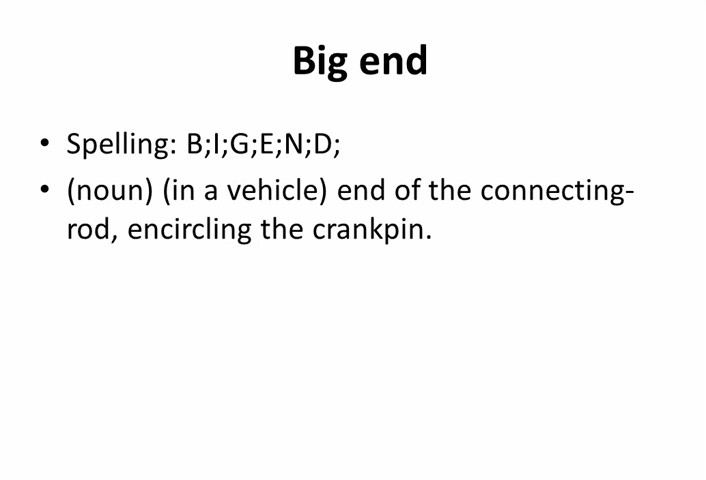 Big end
• Spelling: B;I;G;E;N;D;
• (noun) (in a vehicle) end of the connecting-
rod, encircling the crankpin.